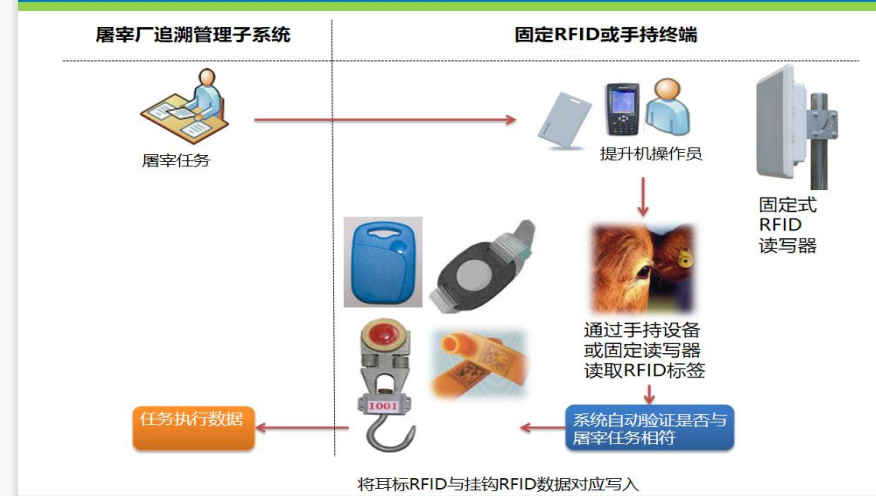 屠宰厂追溯管理子系统
固定RFID或手持终端
屠宰任务
提升机操作员
固定式
RFID
读写器
通过手持设备
或固定读写器
读取RFID标签
1001
任务执行数据
系统自动验证是否与
屠宰任务相符
将耳标RFID与挂钩RFID数据对应写入